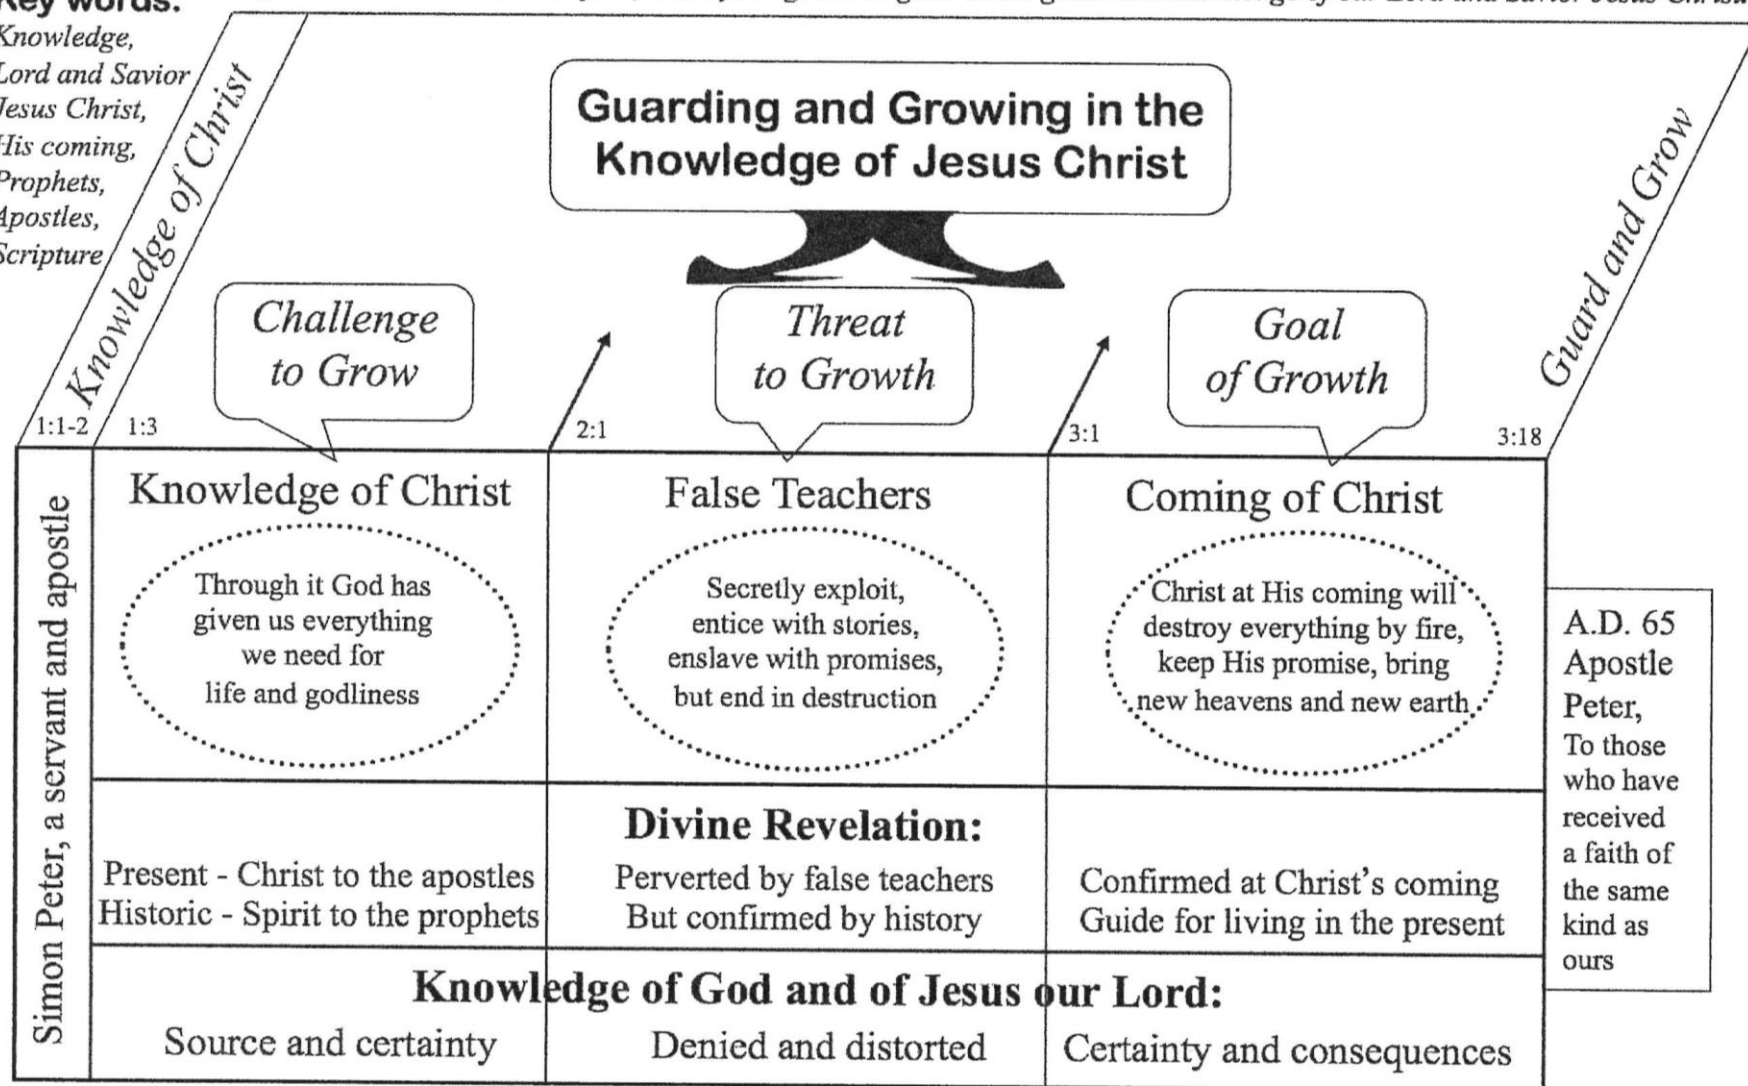 Key words:
Knowledge,
Lord and Savior
Jesus Christ,
His coming,
Prophets,
Apostles,
Scripture
of our Lord and Savior Jesus Christ.
Knowledge of Christ
Guarding and Growing in the
Knowledge of Jesus Christ
Guard and Grow
Challenge
to Grow
Threat
to Growth
Goal
of Growth
1:1-2
1:3
2:1
3:1
3:18
Simon Peter, a servant and apostle
Knowledge of Christ
Through it God has
given us everything
we need for
life and godliness
False Teachers
Secretly exploit,
entice with stories,
enslave with promises,
but end in destruction
Coming of Christ
Christ at His coming will
destroy everything by fire,
keep His promise, bring
new heavens and new earth
A.D. 65
Apostle
Peter,
To those
who have
received
a faith of
the same
kind as
ours
Divine Revelation:
Present - Christ to the apostles
Historic - Spirit to the prophets
Perverted by false teachers
But confirmed by history
Confirmed at Christ's coming
Guide for living in the present
Knowledge of God and of Jesus our Lord:
Source and certainty
Denied and distorted
Certainty and consequences